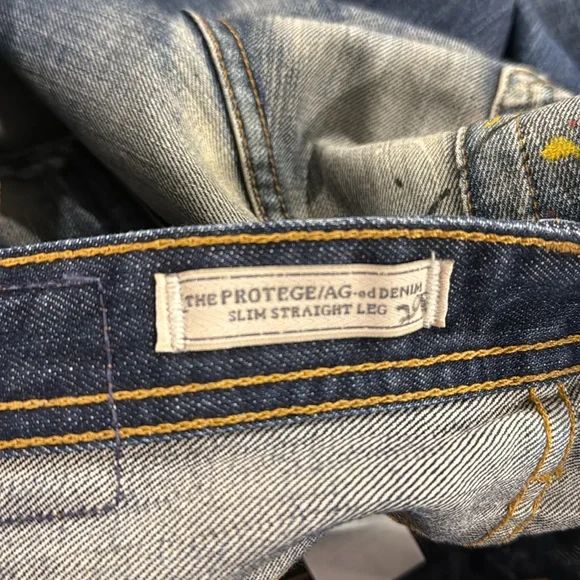 THE PROTEGE/AG-ed DENIM
SLIM STRAIGHT LEG